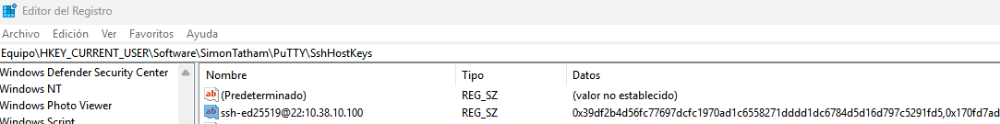 Editor del Registro
Archivo Edición Ver Favoritos Ayuda
Equipo\HKEY_CURRENT_USER\Software\SimonTatham\PuTTY\SshHostKeys
Windows Defender Security Center
Windows NT
Windows Photo Viewer
Windows Script
Nombre Tipo Datos
(Predeterminado) REG_SZ (valor no establecido)
ssh-ed25519@22:10.38.10.100 REG_SZ 0x39df2b4d56fc77697dcfc1970ad1c6558271dddd1dc6784d5d16d797c5291fd5,0x170fd7ad